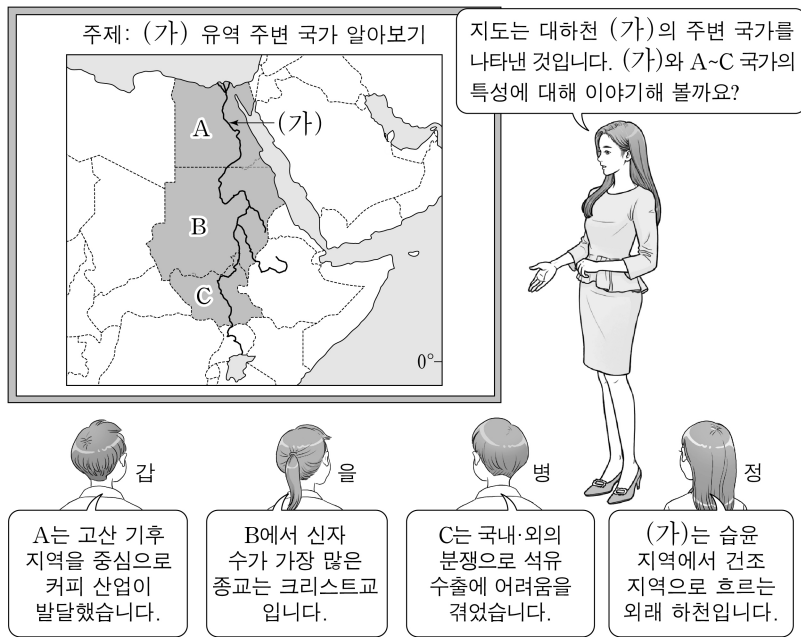 주제: (가) 유역 주변 국가 알아보기
지도는 대하천 (가)의 주변 국가를
나타낸 것입니다. (가)와 A~C 국가의
특성에 대해 이야기해 볼까요?
A
(가)
B
C
0°
갑
을
병
정
A는 고산 기후
지역을 중심으로
커피 산업이
발달했습니다.
B에서 신자
수가 가장 많은
종교는 크리스트교
입니다.
C는 국내·외의
분쟁으로 석유
수출에 어려움을
겪었습니다.
(가)는 습윤
지역에서 건조
지역으로 흐르는
외래 하천입니다.